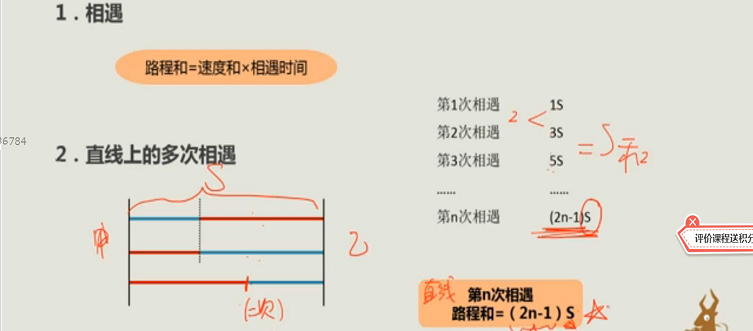 1．相遇
路程和=速度和×相遇时间
36784
2．直线上的多次相遇
S
甲
乙
(二次)
第1次相遇 1S
2
第2次相遇 3S
= S和
第3次相遇 5S
...... ......
第n次相遇 (2n-1)S
评价课程送积分
直线 第n次相遇
路程和=（2n-1）S